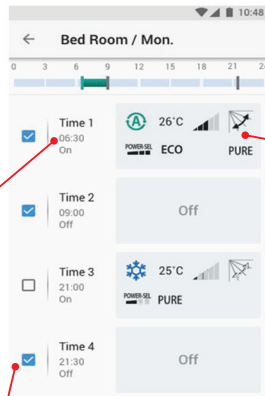 10:48
Bed Room / Mon.
0 3 6 9 12 15 18 21 24
Time 1
06:30
On
A 26°C
POWER-SEL ECO PURE
Time 2
09:00
Off
Off
Time 3
21:00
On
25°C
POWER-SEL PURE
Time 4
21:30
Off
Off